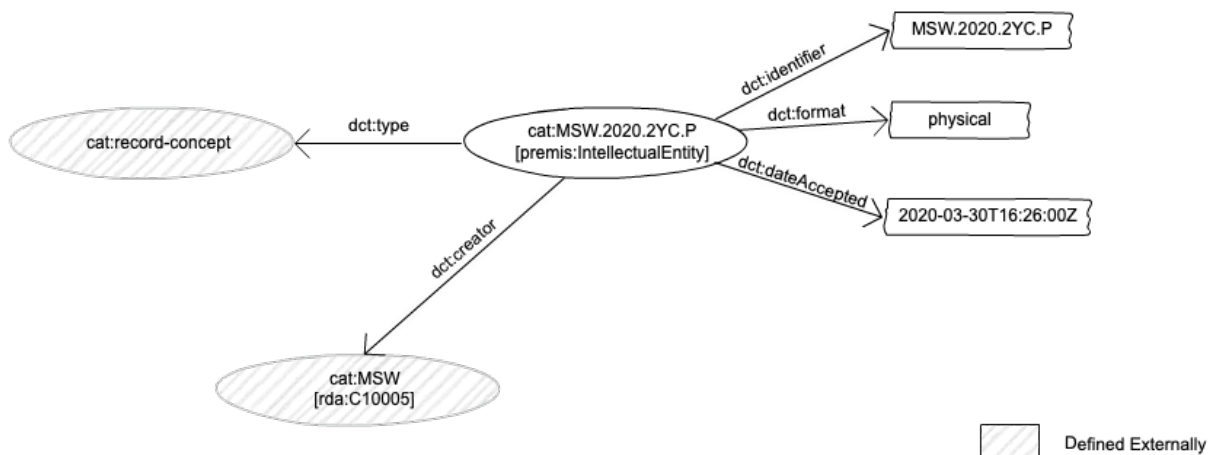 MSW.2020.2YC.P
dct:identifier
dct:format
physical
dct:type
cat:record-concept
cat:MSW.2020.2YC.P
[premis:IntellectualEntity]
dct:dateAccepted
2020-03-30T16:26:00Z
dct:creator
cat:MSW
[rda:C10005]
Defined Externally